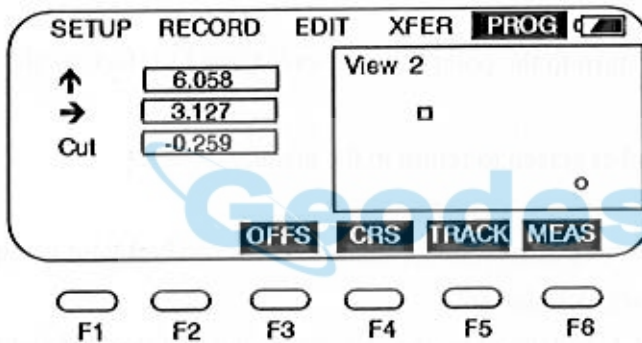 SETUP RECORD EDIT XFER PROG
View 2
↑ 6.058
→ 3.127
Cut -0.259
OFFS CRS TRACK MEAS
Geodes
F1 F2 F3 F4 F5 F6